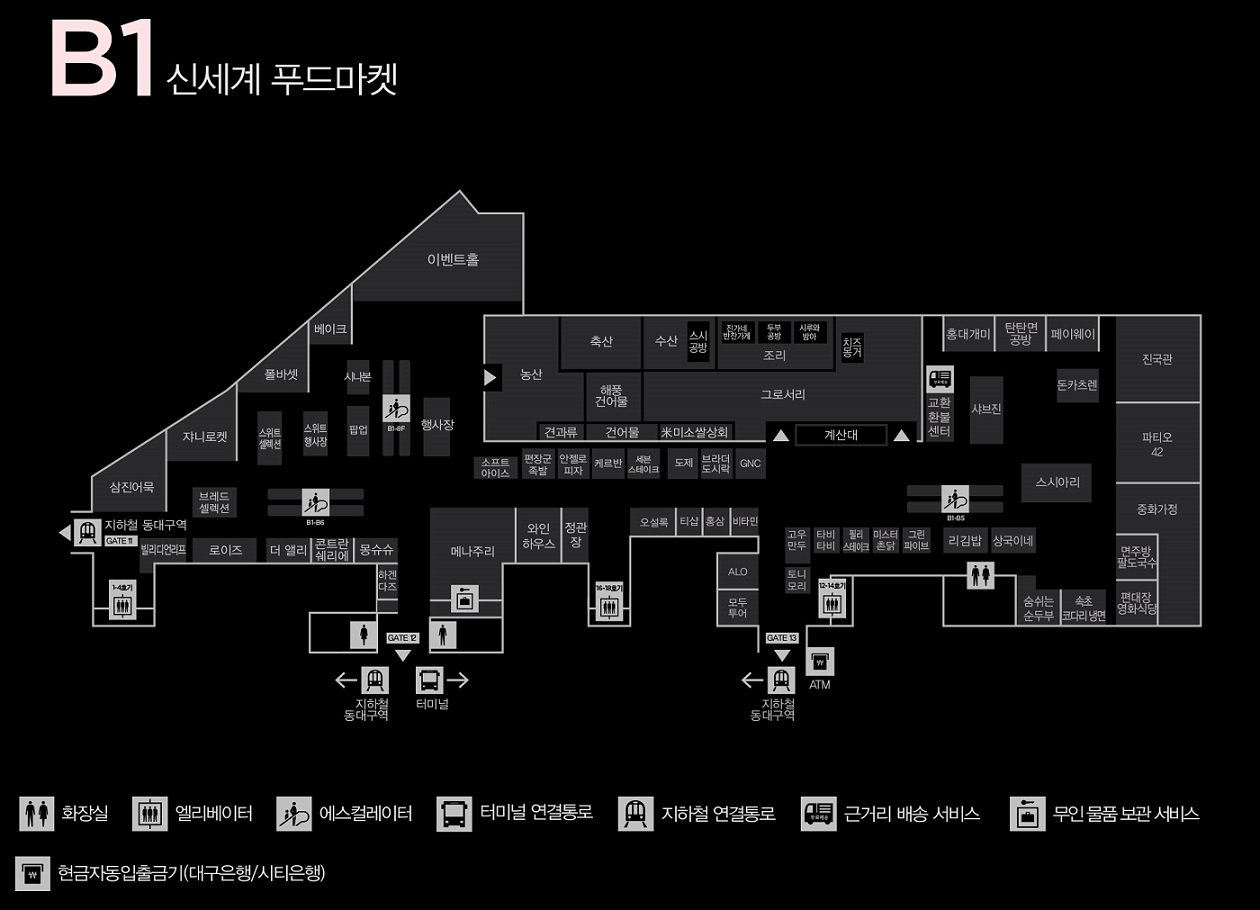 B1 신세계 푸드마켓
이벤트홀
베이크
폴바셋
쟈니로켓
삼진어묵
시나본
팝업
행사장
B1-8F
스위트
셀렉션
스위트
행사장
브레드
셀렉션
B1-B6
지하철 동대구역
GATE 11
빌리디언리프
로이즈
더 앨리
콘트란
쉐리에
몽슈슈
하겐
다즈
1-4호기
농산
축산
수산
스시
공방
진가네
반찬가게
두부
공방
시루와
방아
조리
치즈
동거
해풍
건어물
그로서리
견과류
건어물
米미소쌀상회
계산대
소프트
아이스
편장군
족발
안젤로
피자
케르반
세븐
스테이크
도제
브라더
도시락
GNC
메나주리
와인
하우스
정관
장
16-18호기
오설록
티샵
홍삼
비타민
ALO
모두
투어
교환
환불
센터
샤브진
홍대개미
탄탄면
공방
페이웨이
돈카츠렌
진국관
파티오
42
중화가정
스시아리
B1-B5
고우
만두
타비
타비
필리
스테이크
미스터
촌닭
그린
파이브
리김밥
상국이네
토니
모리
12-14호기
면주방
팔도국수
편대장
영화식당
숨쉬는
순두부
속초
코다리 냉면
GATE 12
지하철
동대구역
터미널
GATE 13
지하철
동대구역
ATM
화장실
엘리베이터
에스컬레이터
터미널 연결통로
지하철 연결통로
근거리 배송 서비스
무인 물품 보관 서비스
현금자동입출금기(대구은행/시티은행)